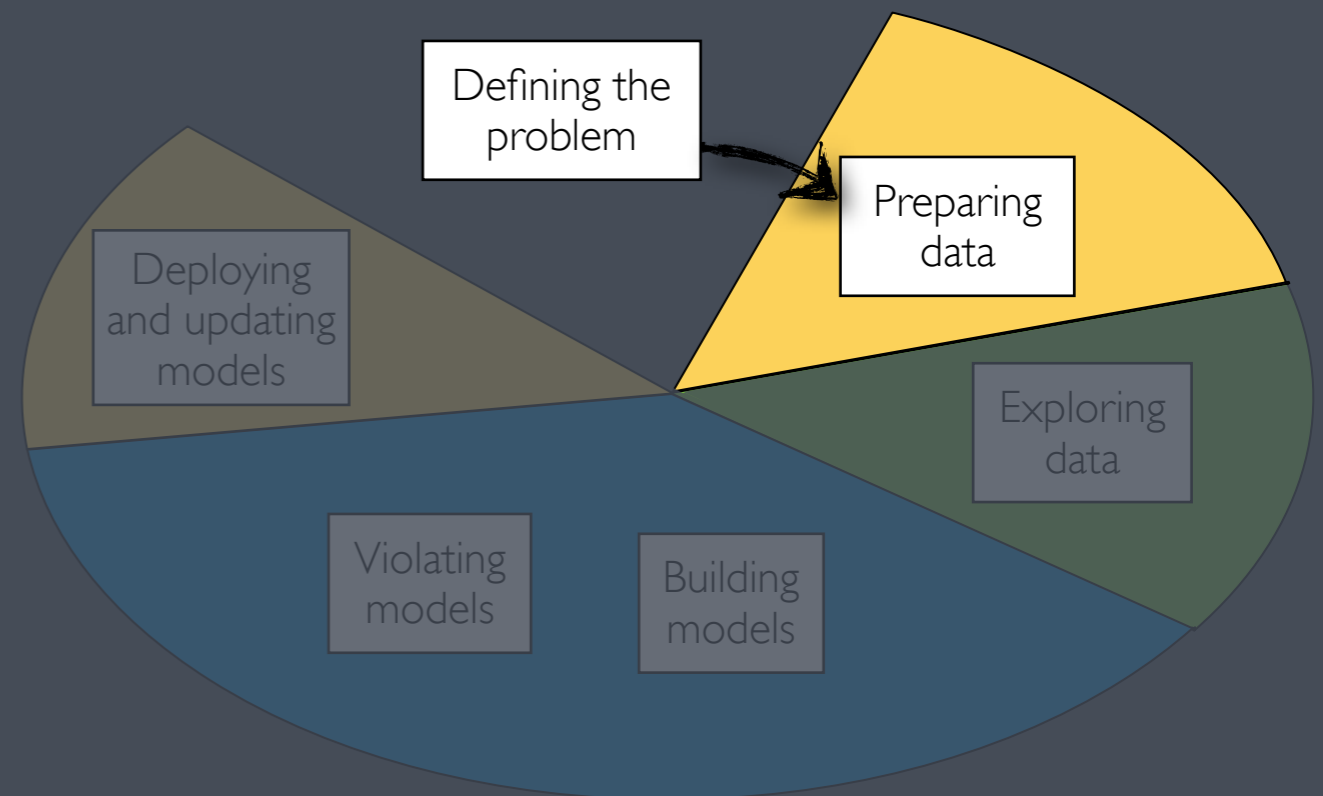 Defining the
problem
Preparing
data
Exploring
data
Building
models
Violating
models
Deploying
and updating
models